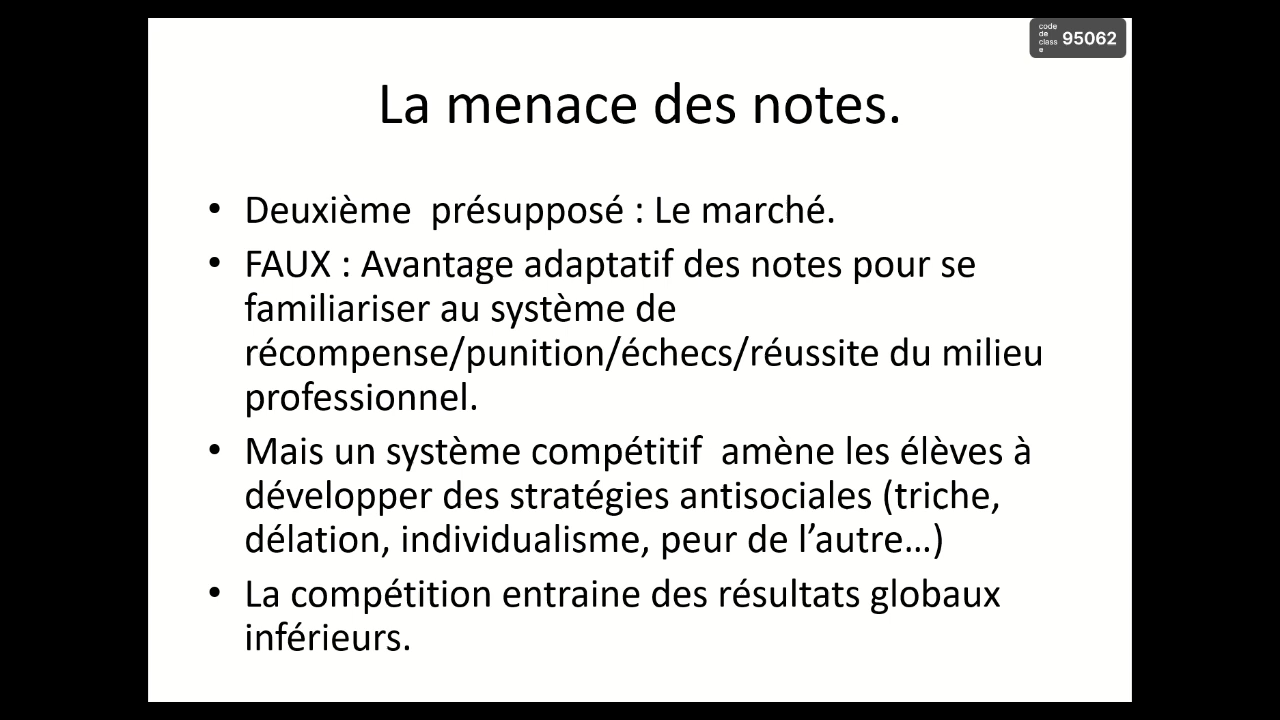 code
de
class
e
95062
La menace des notes.
• Deuxième  présupposé : Le marché.
• FAUX : Avantage adaptatif des notes pour se
familiariser au système de
récompense/punition/échecs/réussite du milieu
professionnel.
• Mais un système compétitif  amène les élèves à
développer des stratégies antisociales (triche,
délation, individualisme, peur de l’autre…)
• La compétition entraine des résultats globaux
inférieurs.